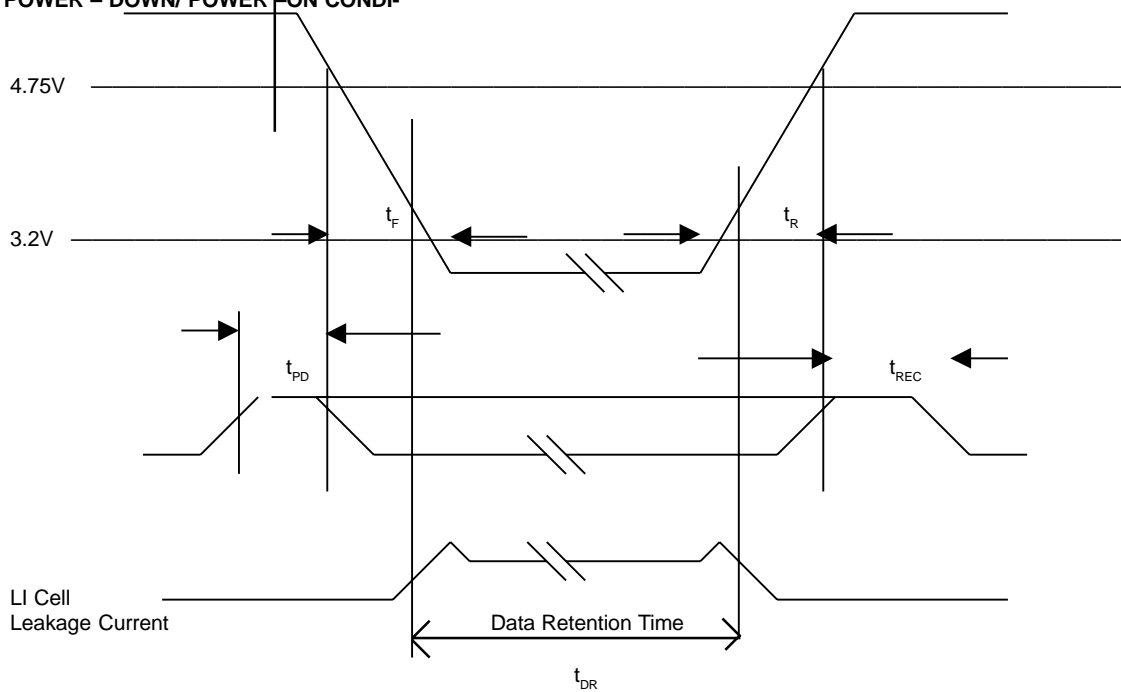 POWER – DOWN/ POWER –ON CONDI-
4.75V
t_F
t_R
3.2V
t_PD
t_REC
LI Cell
Leakage Current
Data Retention Time
t_DR